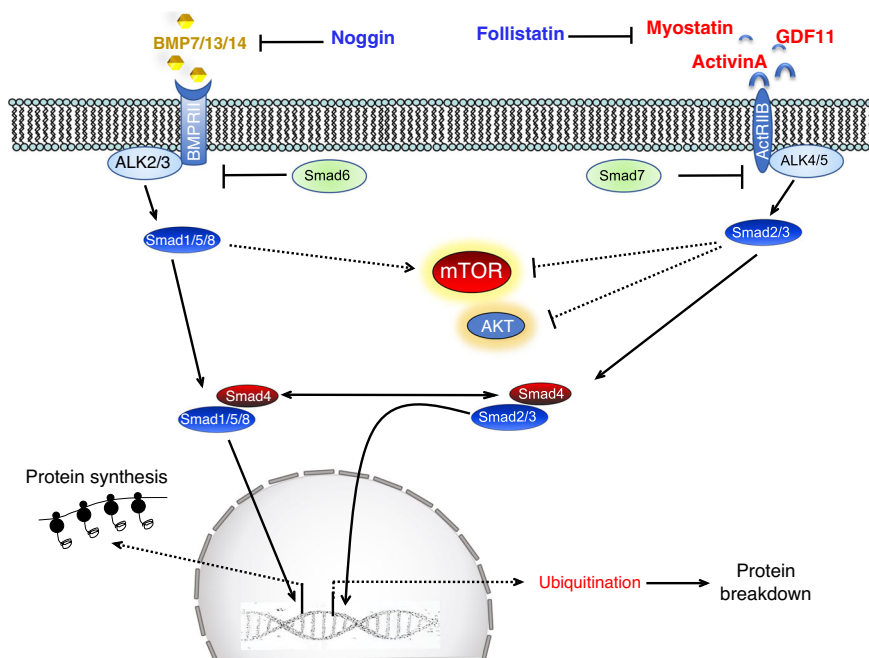 BMP7/13/14
Noggin
Follistatin
Myostatin
GDF11
ActivinA
BMPRII
ActRIIB
ALK2/3
ALK4/5
Smad6
Smad7
Smad1/5/8
Smad2/3
mTOR
AKT
Smad4
Smad1/5/8
Smad4
Smad2/3
Protein synthesis
Ubiquitination
Protein
breakdown